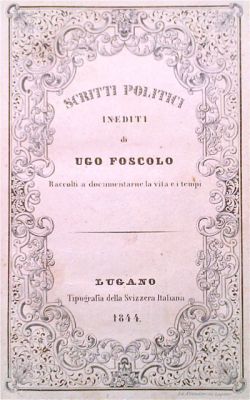 SCRITTI POLITICI
INEDITI
di
UGO FOSCOLO
Raccolti a documentarne la vita e i tempi
LUGANO
Tipografia della Svizzera Italiana
1844.